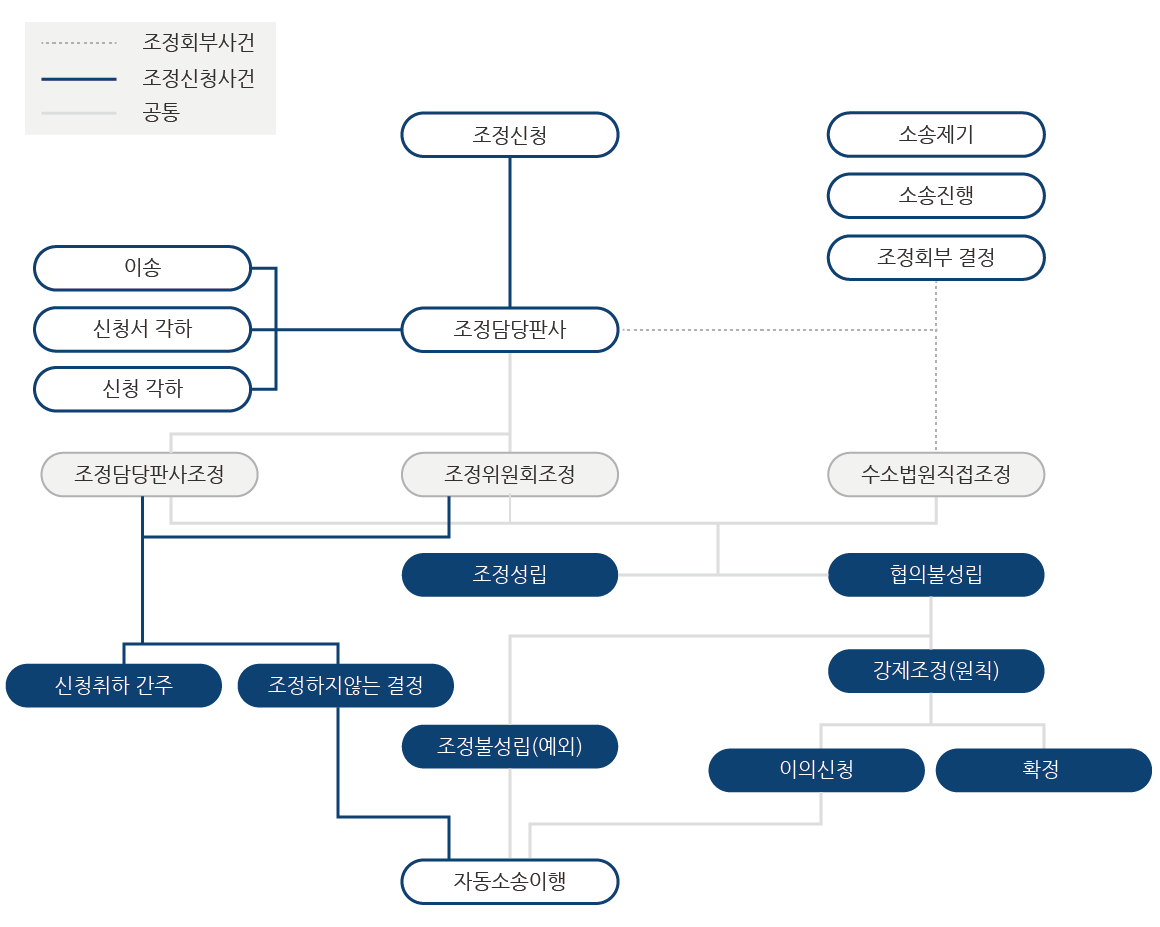 조정회부사건
조정신청사건
공통
조정신청
소송제기
소송진행
조정회부 결정
이송
신청서 각하
신청 각하
조정담당판사
조정담당판사조정
조정위원회조정
수소법원직접조정
조정성립
협의불성립
신청취하 간주
조정하지않는 결정
강제조정(원칙)
조정불성립(예외)
이의신청
확정
자동소송이행